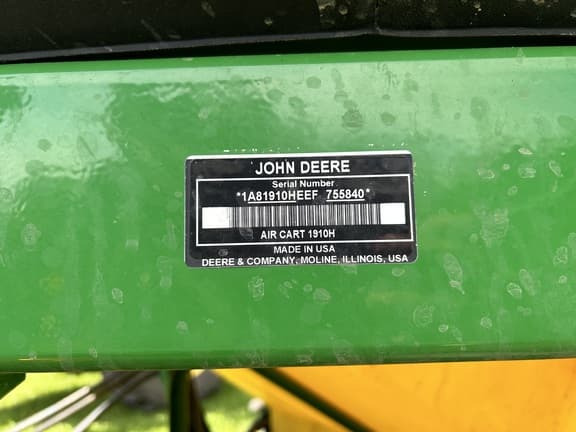 JOHN DEERE
Serial Number
*1A81910HEEF 755840*
AIR CART 1910H
MADE IN USA
DEERE & COMPANY, MOLINE, ILLINOIS, USA